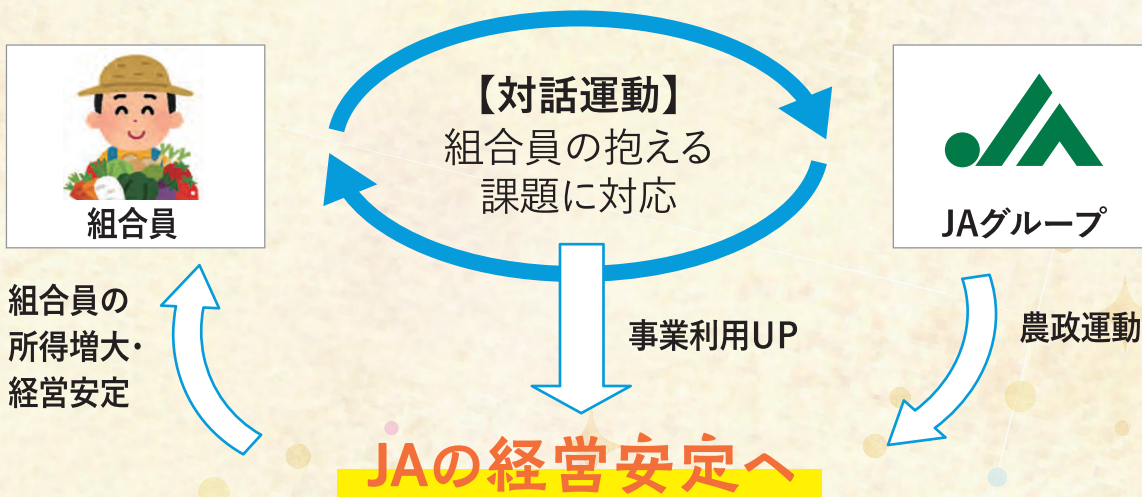 【対話運動】
組合員の抱える
課題に対応
組合員
JA
JAグループ
組合員の
所得増大・
経営安定
事業利用UP
農政運動
JAの経営安定へ